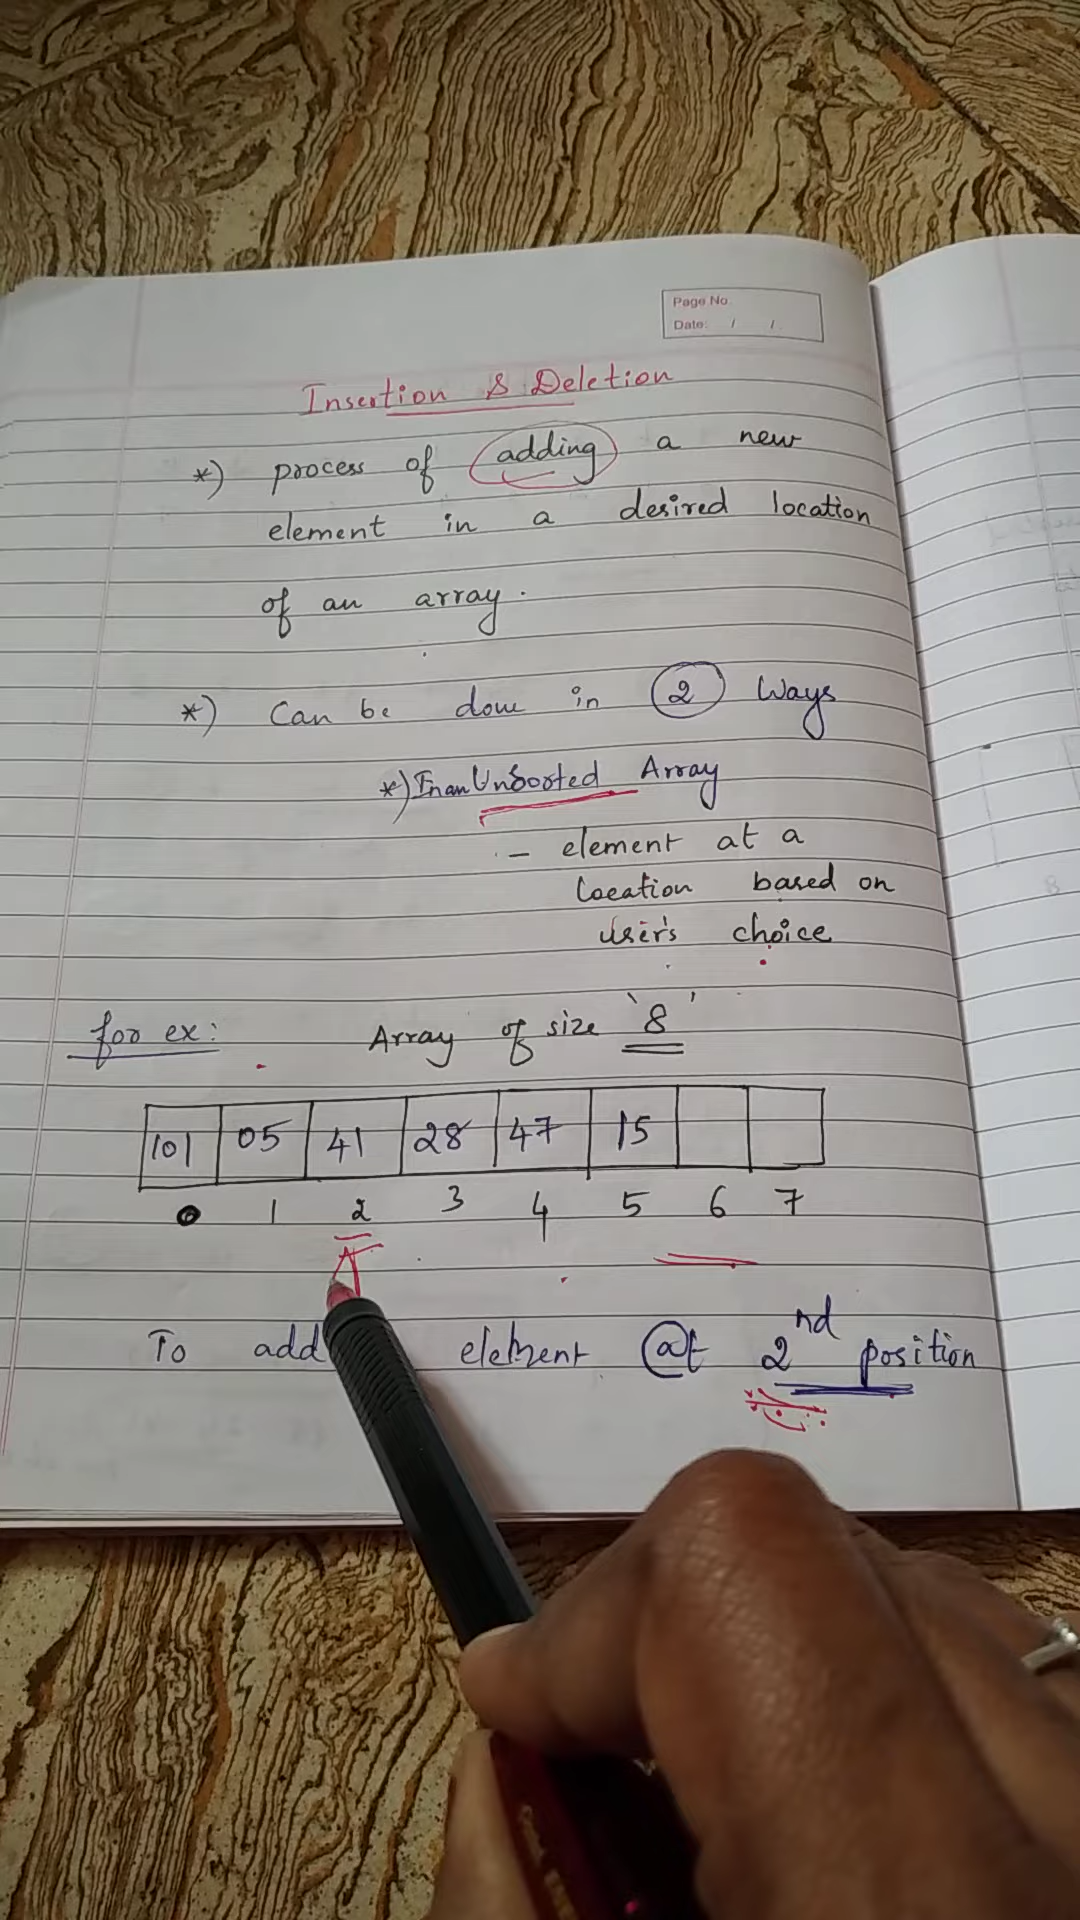 Page No.
Date: / /
Insertion & Deletion
*) process of adding a new
element in a desired location
of an array.
*) Can be done in 2 Ways
*) In an UnSorted Array
- element at a
location based on
user's choice
for ex: Array of size '8'
101 05 41 28 47 15
0 1 2 3 4 5 6 7
To add element @t 2nd position